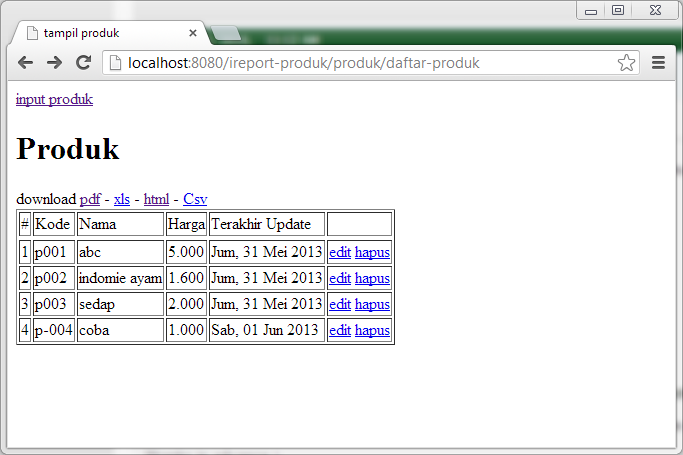 tampil produk
localhost:8080/ireport-produk/produk/daftar-produk
input produk
Produk
download pdf - xls - html - Csv
# Kode Nama Harga Terakhir Update
1 p001 abc 5.000 Jum, 31 Mei 2013 edit hapus
2 p002 indomie ayam 1.600 Jum, 31 Mei 2013 edit hapus
3 p003 sedap 2.000 Jum, 31 Mei 2013 edit hapus
4 p-004 coba 1.000 Sab, 01 Jun 2013 edit hapus